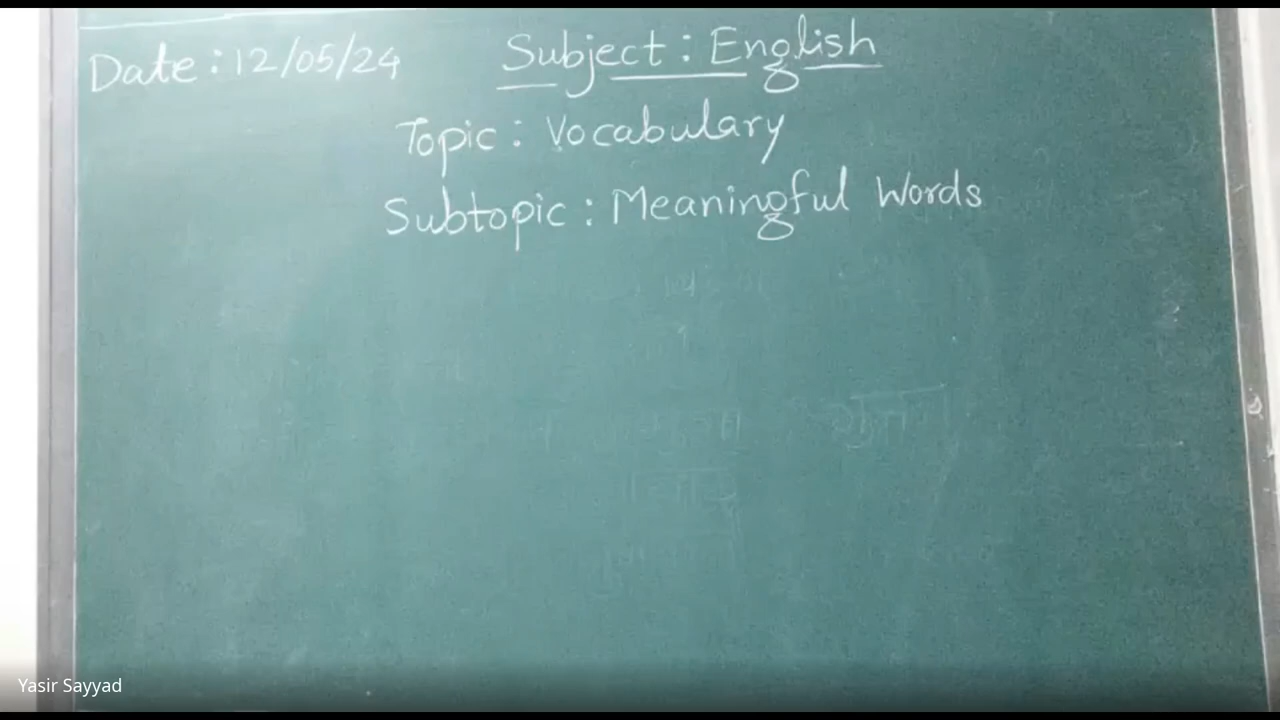 Date : 12/05/24
Subject : English
Topic : Vocabulary
Subtopic : Meaningful Words
Yasir Sayyad